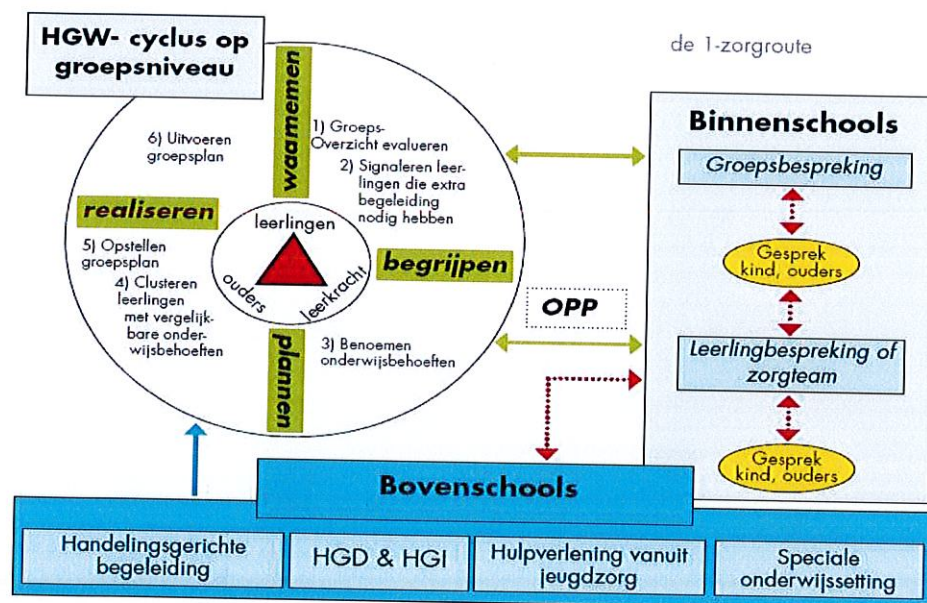 HGW- cyclus op
groepsniveau
de 1-zorgroute
waarnemen
1) Groeps-
Overzicht evalueren
2) Signaleren leer-
lingen die extra
begeleiding
nodig hebben
begrijpen
3) Benoemen
onderwijsbehoeften
plannen
4) Clusteren
leerlingen
met vergelijk-
bare onder-
wijsbehoeften
5) Opstellen
groepsplan
realiseren
6) Uitvoeren
groepsplan
leerlingen
ouders
leerkracht
OPP
Binnenschools
Groepsbespreking
Gesprek
kind, ouders
Leerlingbespreking of
zorgteam
Gesprek
kind, ouders
Bovenschools
Handelingsgerichte
begeleiding
HGD & HGI
Hulpverlening vanuit
jeugdzorg
Speciale
onderwijssetting